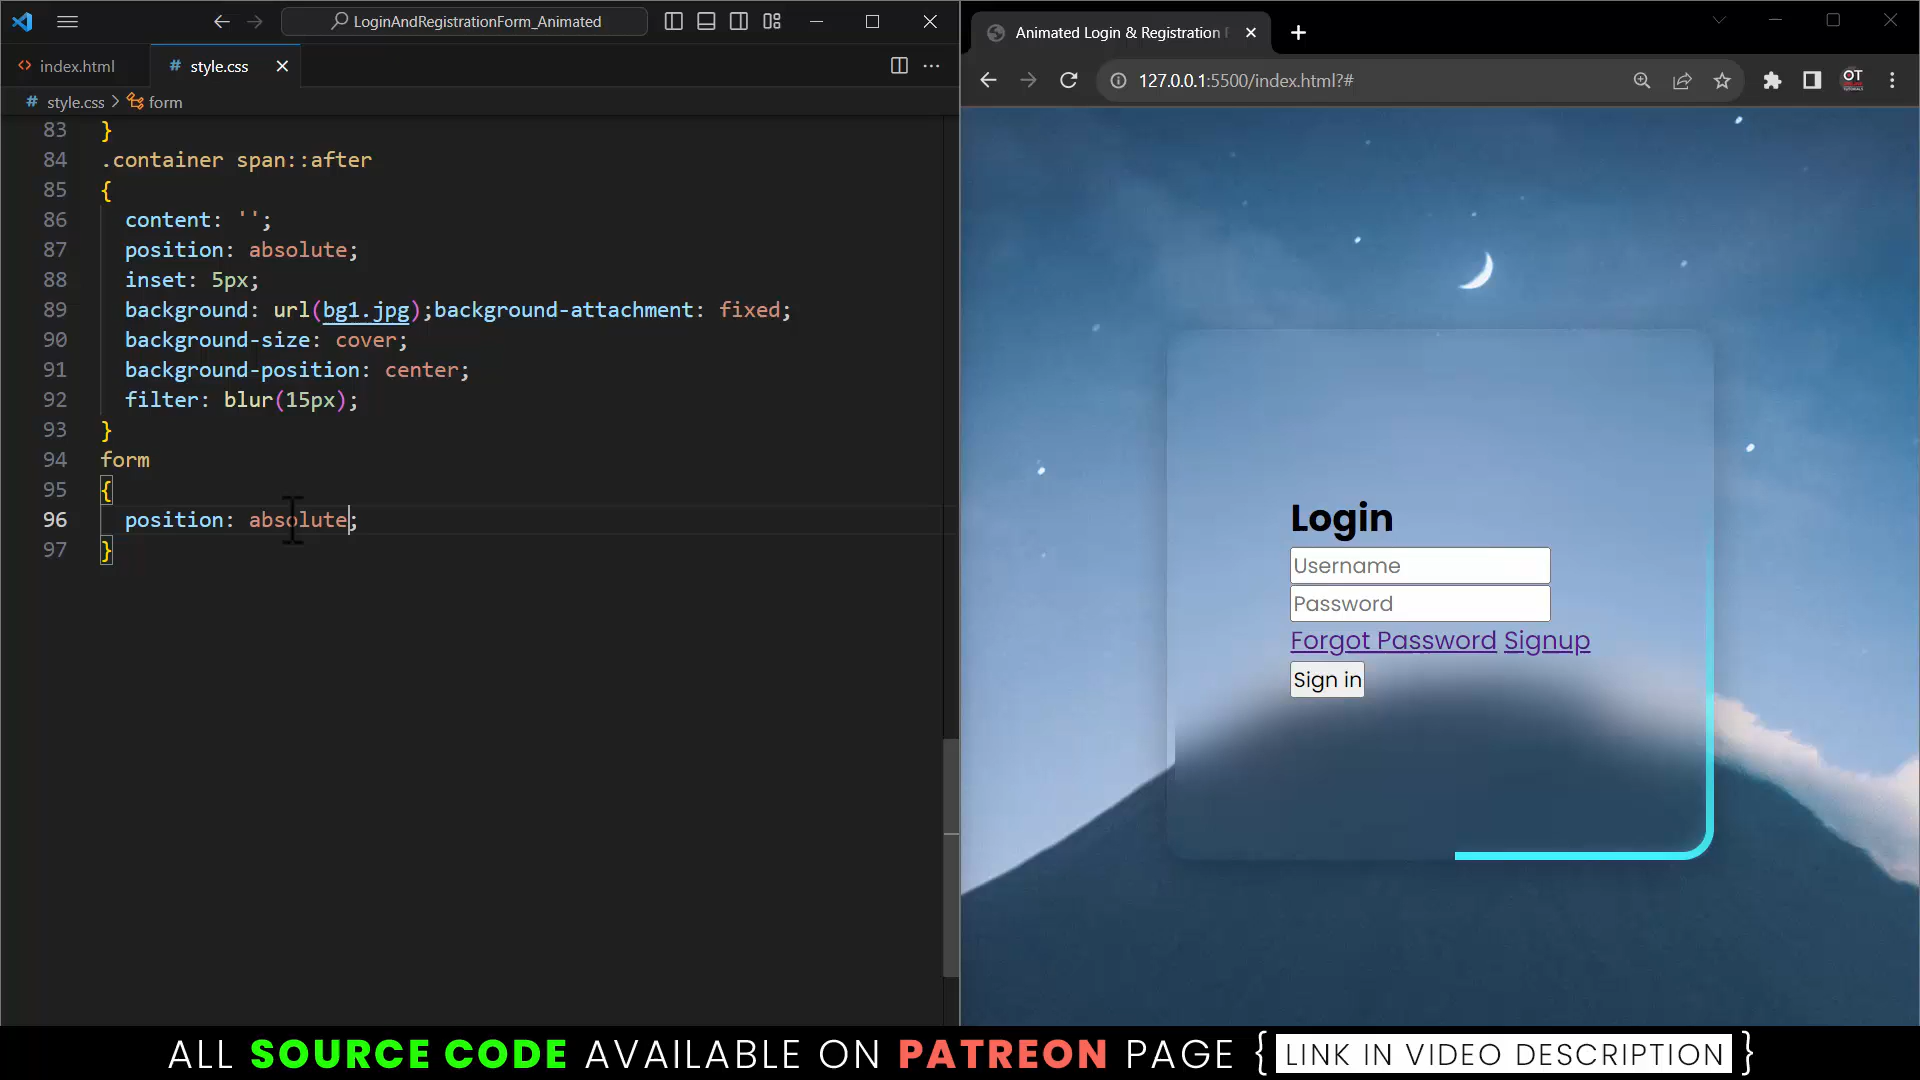 LoginAndRegistrationForm_Animated
index.html
# style.css
# style.css > form
83 }
84 .container span::after
85 {
86 content: '';
87 position: absolute;
88 inset: 5px;
89 background: url(bg1.jpg);background-attachment: fixed;
90 background-size: cover;
91 background-position: center;
92 filter: blur(15px);
93 }
94 form
95 {
96 position: absolute;
97 }
Animated Login & Registration
127.0.0.1:5500/index.html?#
OT
Login
Username
Password
Forgot Password Signup
Sign in
ALL SOURCE CODE AVAILABLE ON PATREON PAGE { LINK IN VIDEO DESCRIPTION }